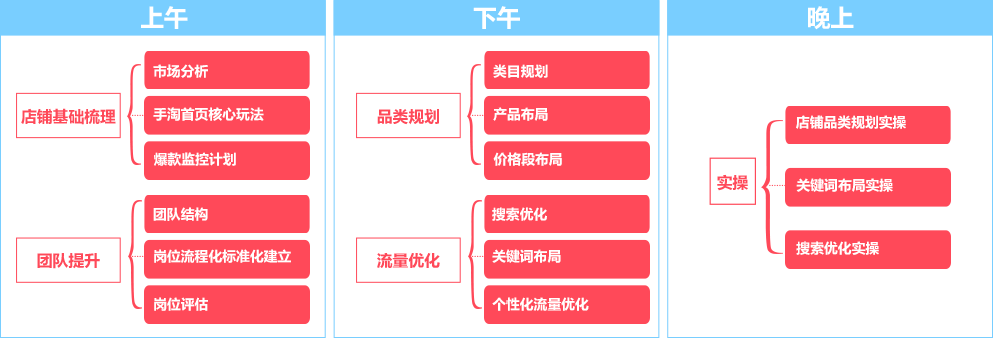 上午
店铺基础梳理
市场分析
手淘首页核心玩法
爆款监控计划
团队提升
团队结构
岗位流程化标准化建立
岗位评估
下午
品类规划
类目规划
产品布局
价格段布局
流量优化
搜索优化
关键词布局
个性化流量优化
晚上
实操
店铺品类规划实操
关键词布局实操
搜索优化实操